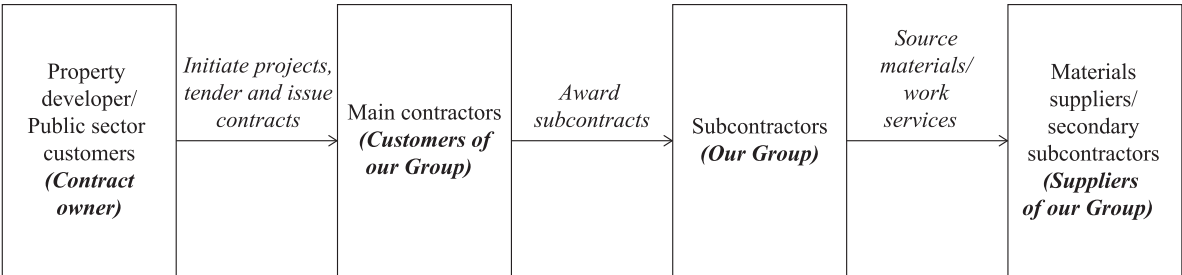 Property
developer/
Public sector
customers
(Contract
owner)
Initiate projects,
tender and issue
contracts
Main contractors
(Customers of
our Group)
Award
subcontracts
Subcontractors
(Our Group)
Source
materials/
work
services
Materials
suppliers/
secondary
subcontractors
(Suppliers
of our Group)